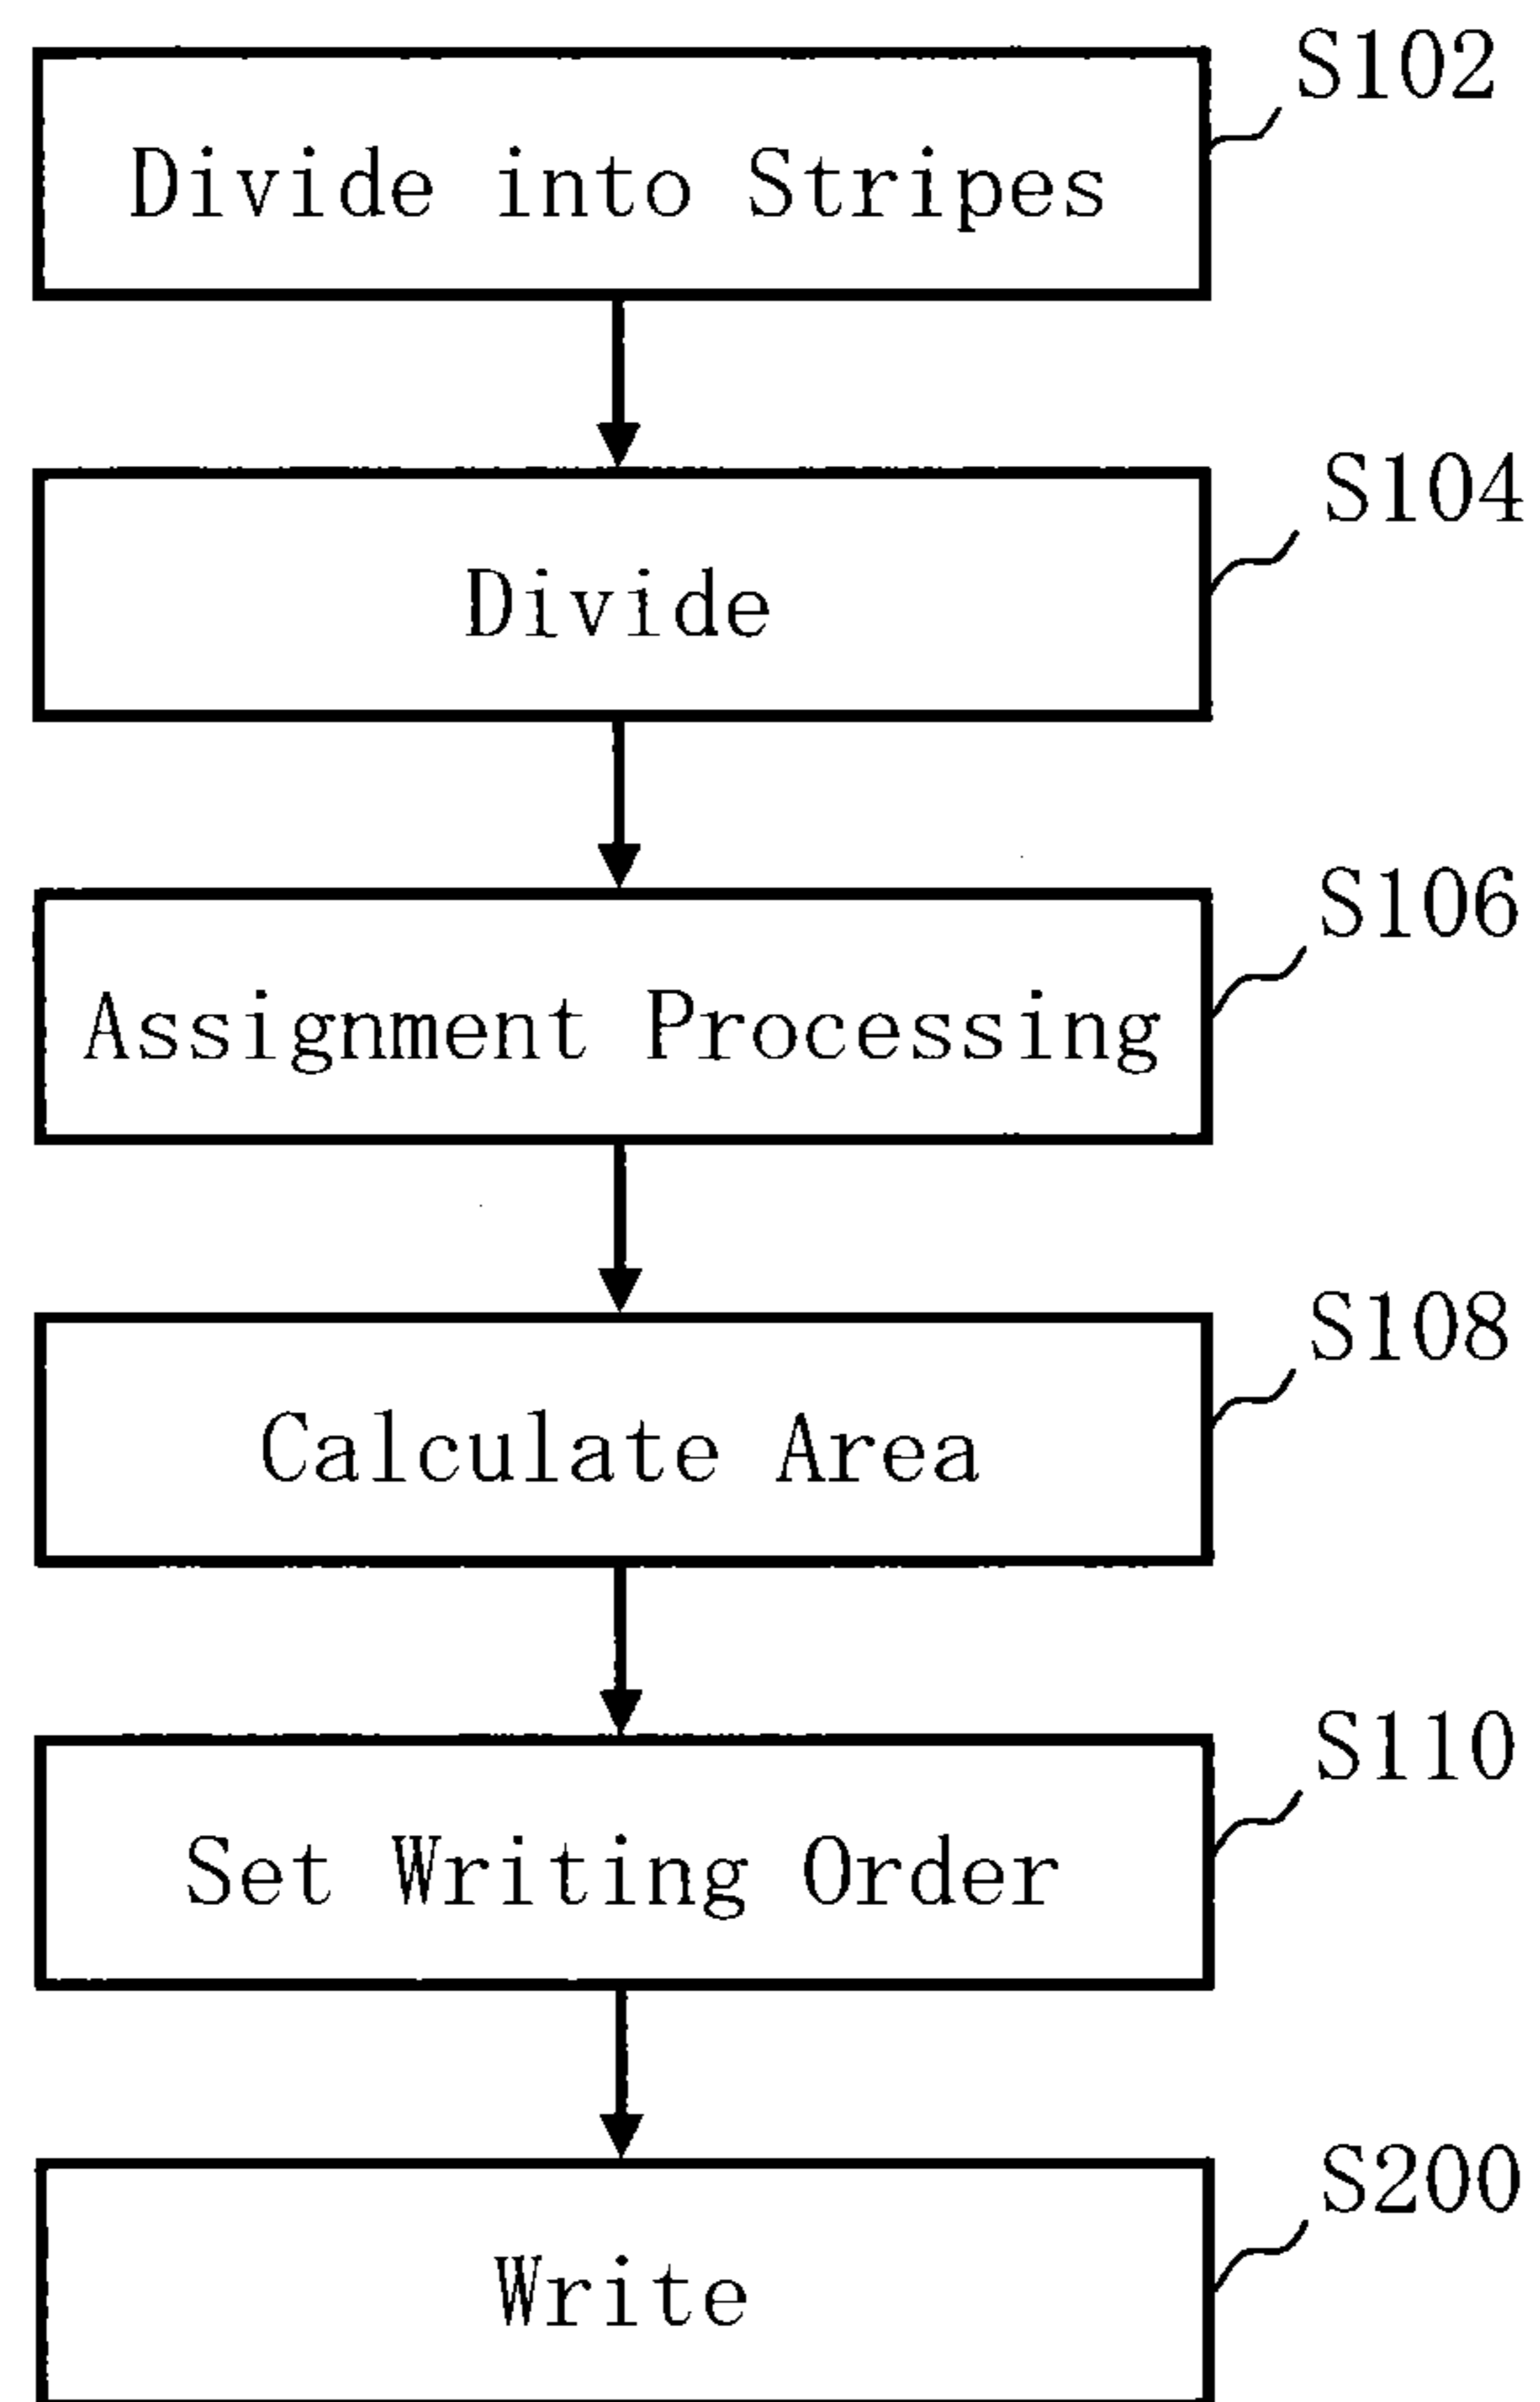 S102
Divide into Stripes
S104
Divide
S106
Assignment Processing
S108
Calculate Area
S110
Set Writing Order
S200
Write